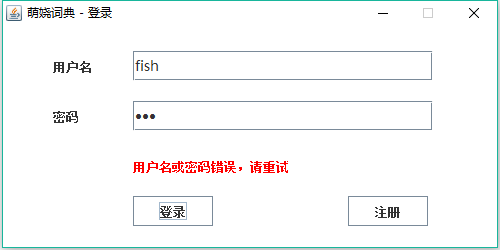 萌娆词典 - 登录
用户名 fish
密码 •••
用户名或密码错误，请重试
登录 注册